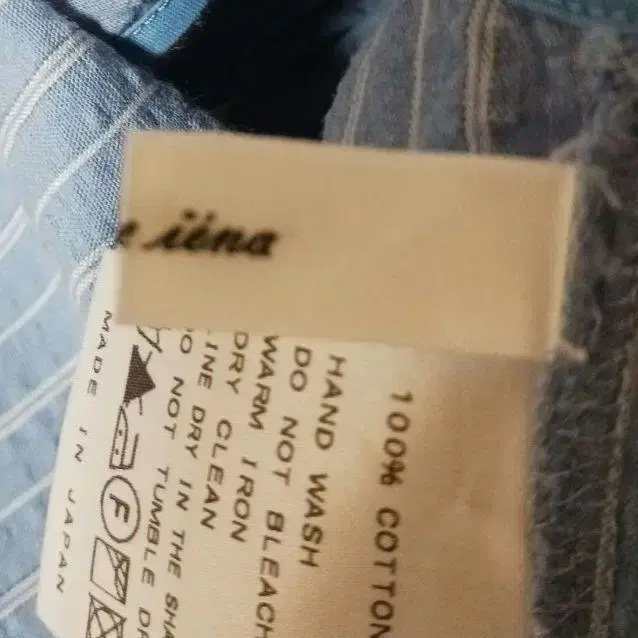 iéna
100% COTTON
HAND WASH
DO NOT BLEACH
WARM IRON
DRY CLEAN
LINE DRY IN THE
DO NOT TUMBLE
F
MADE IN JAPAN